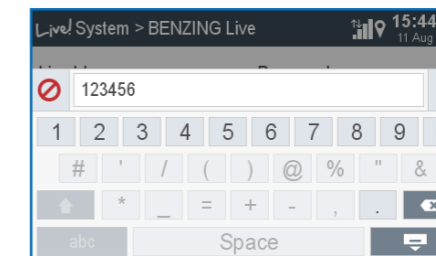 Live! System > BENZING Live 15:44
11 Aug
123456
1 2 3 4 5 6 7 8 9
# ' / ( ) @ % " &
* _ = + - , .
abc Space